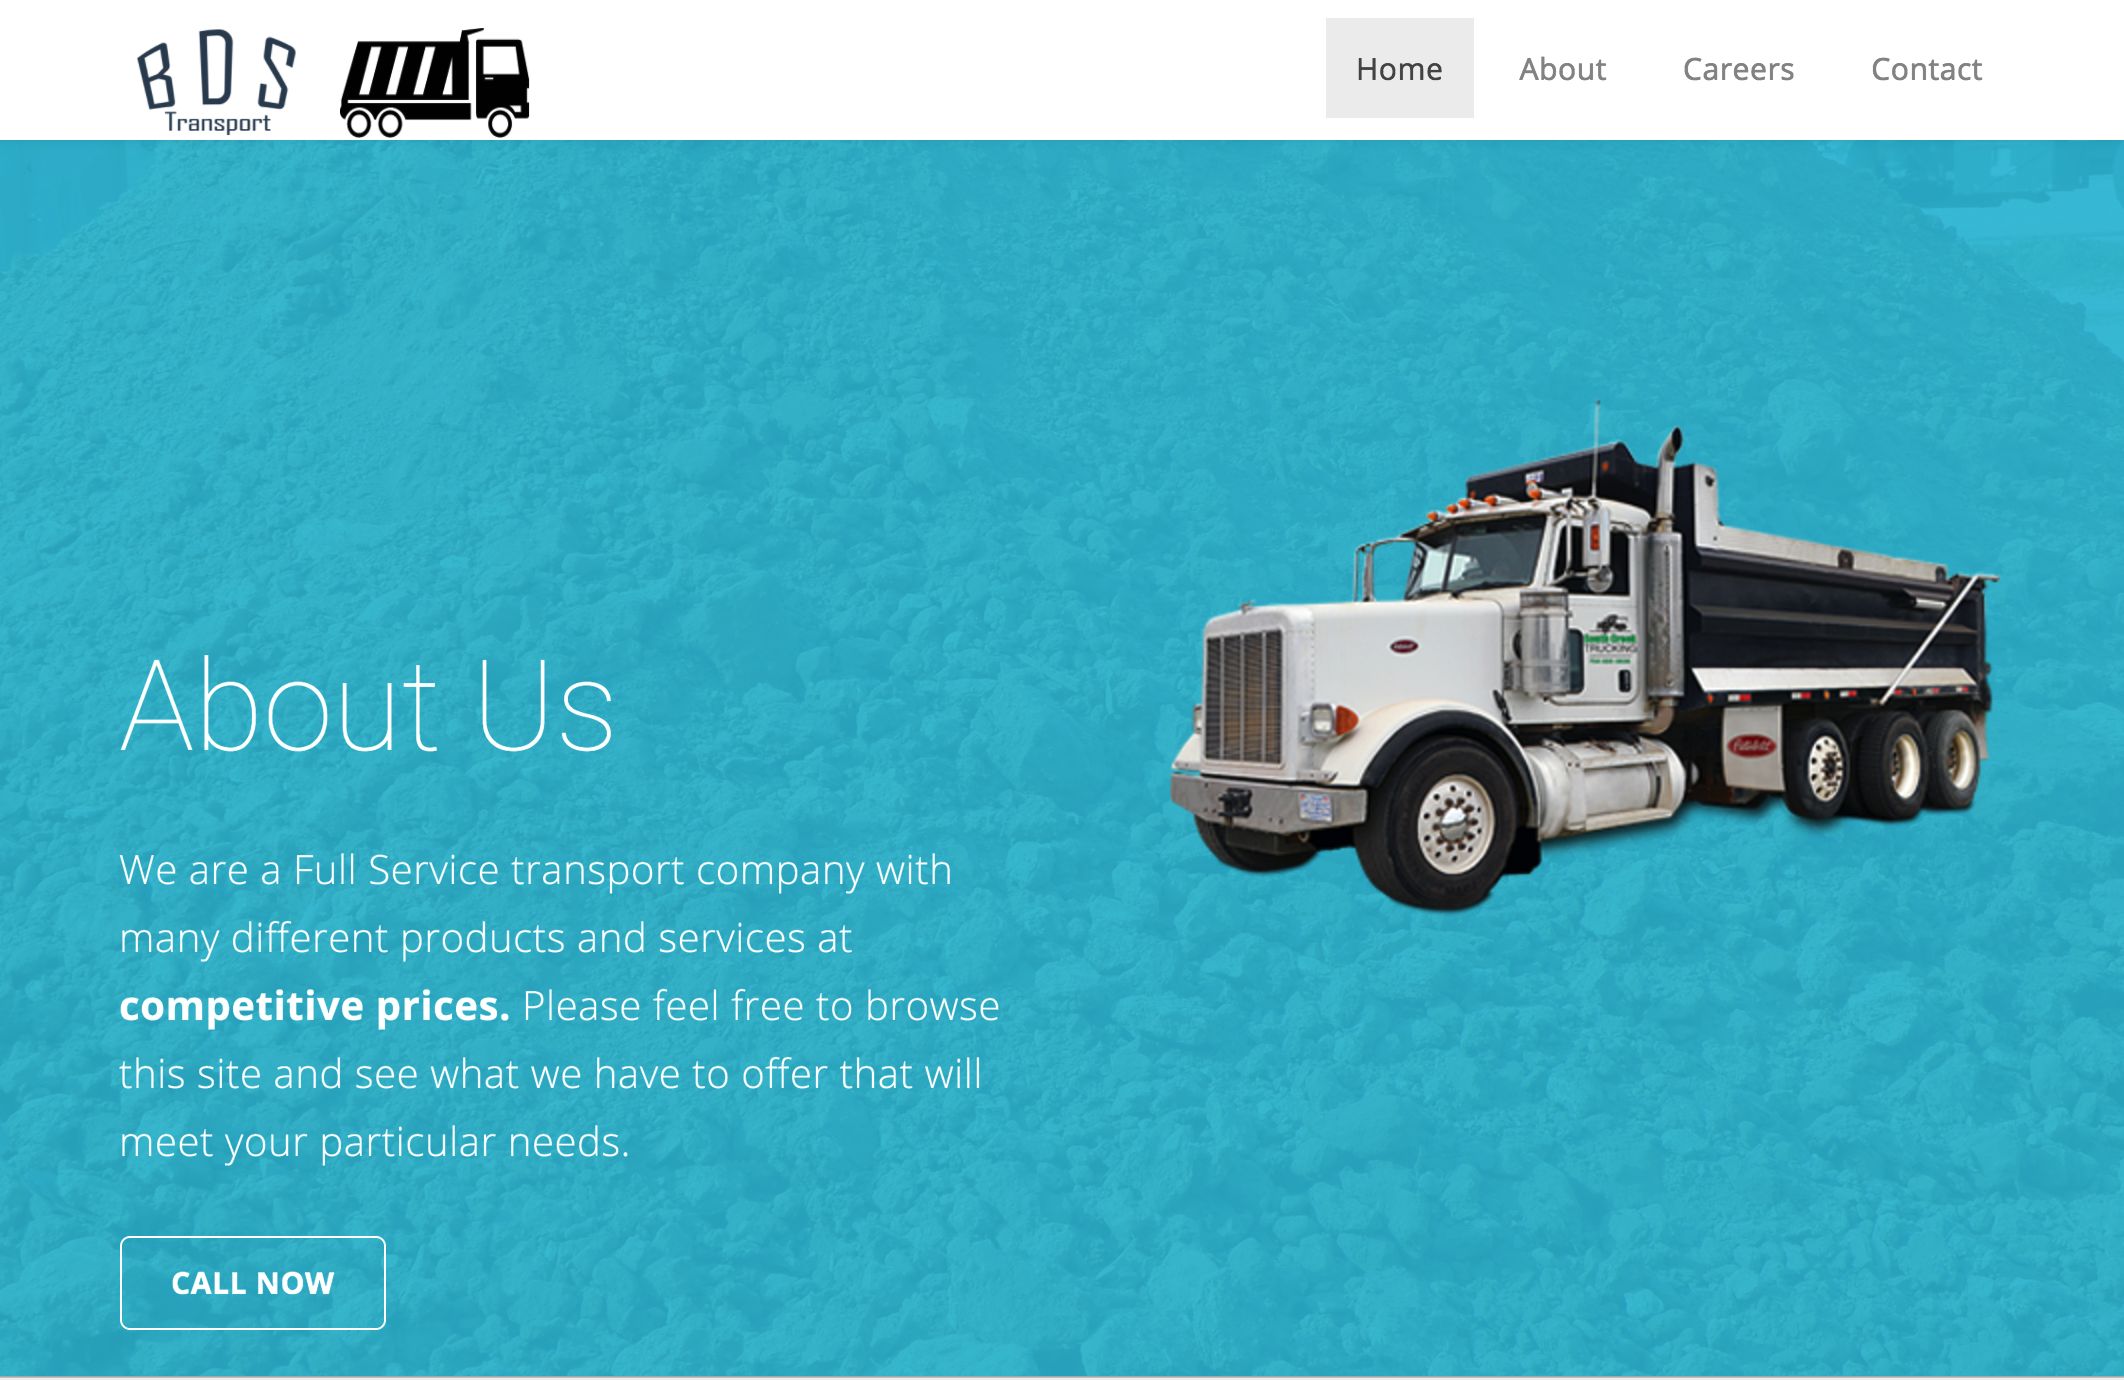 BDS
Transport
Home
About
Careers
Contact
TRUCKING
About Us
We are a Full Service transport company with
many different products and services at
competitive prices. Please feel free to browse
this site and see what we have to offer that will
meet your particular needs.
CALL NOW